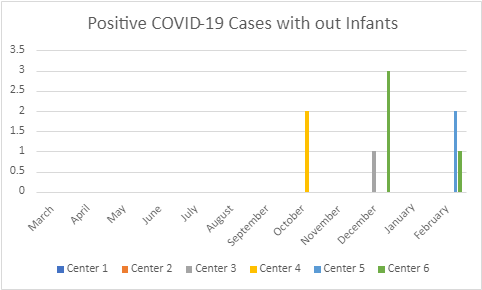 Positive COVID-19 Cases with out Infants
3.5
3
2.5
2
1.5
1
0.5
0
March April May June July August September October November December January February
Center 1 Center 2 Center 3 Center 4 Center 5 Center 6